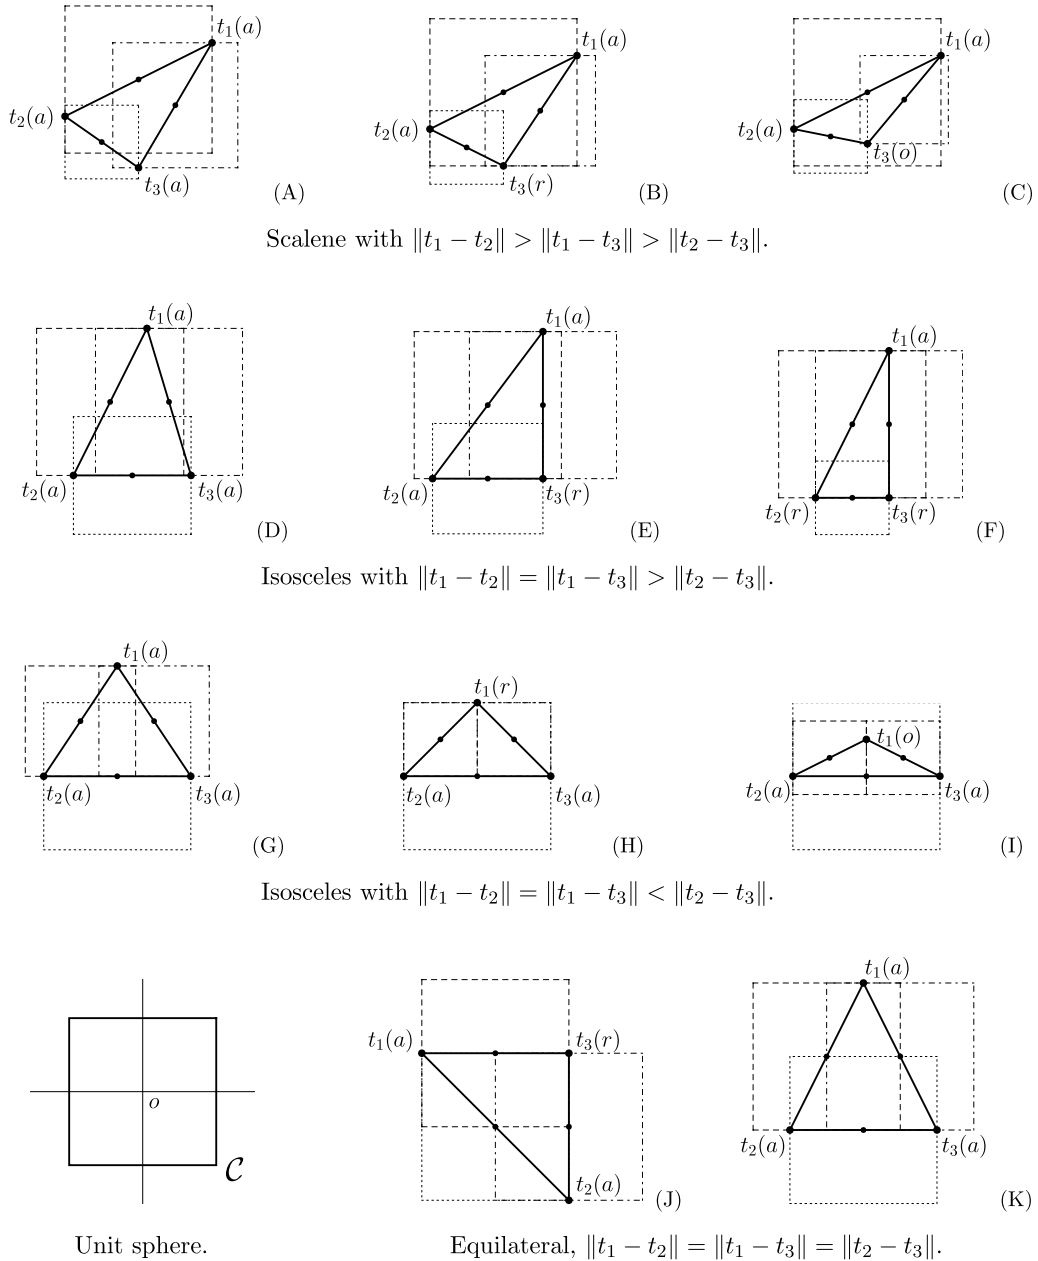 t₁(a) t₁(a) t₁(a)
t₂(a) t₂(a) t₂(a)
t₃(a) t₃(r) t₃(o)
(A) (B) (C)
Scalene with ‖t₁ − t₂‖ > ‖t₁ − t₃‖ > ‖t₂ − t₃‖.
t₁(a) t₁(a) t₁(a)
t₂(a) t₃(a) t₂(a) t₃(r) t₂(r) t₃(r)
(D) (E) (F)
Isosceles with ‖t₁ − t₂‖ = ‖t₁ − t₃‖ > ‖t₂ − t₃‖.
t₁(a) t₁(r) t₁(o)
t₂(a) t₃(a) t₂(a) t₃(a) t₂(a) t₃(a)
(G) (H) (I)
Isosceles with ‖t₁ − t₂‖ = ‖t₁ − t₃‖ < ‖t₂ − t₃‖.
t₁(a)
t₁(a) t₃(r)
o
t₂(a) t₃(a)
𝒞 t₂(a) (J) (K)
Unit sphere. Equilateral, ‖t₁ − t₂‖ = ‖t₁ − t₃‖ = ‖t₂ − t₃‖.